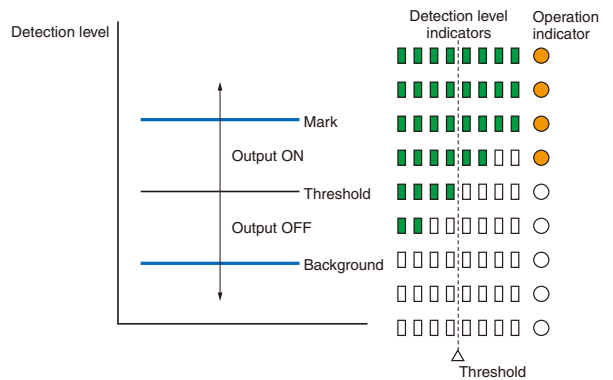 Detection level
Mark
Output ON
Threshold
Output OFF
Background
Detection level
indicators
Operation
indicator
Threshold